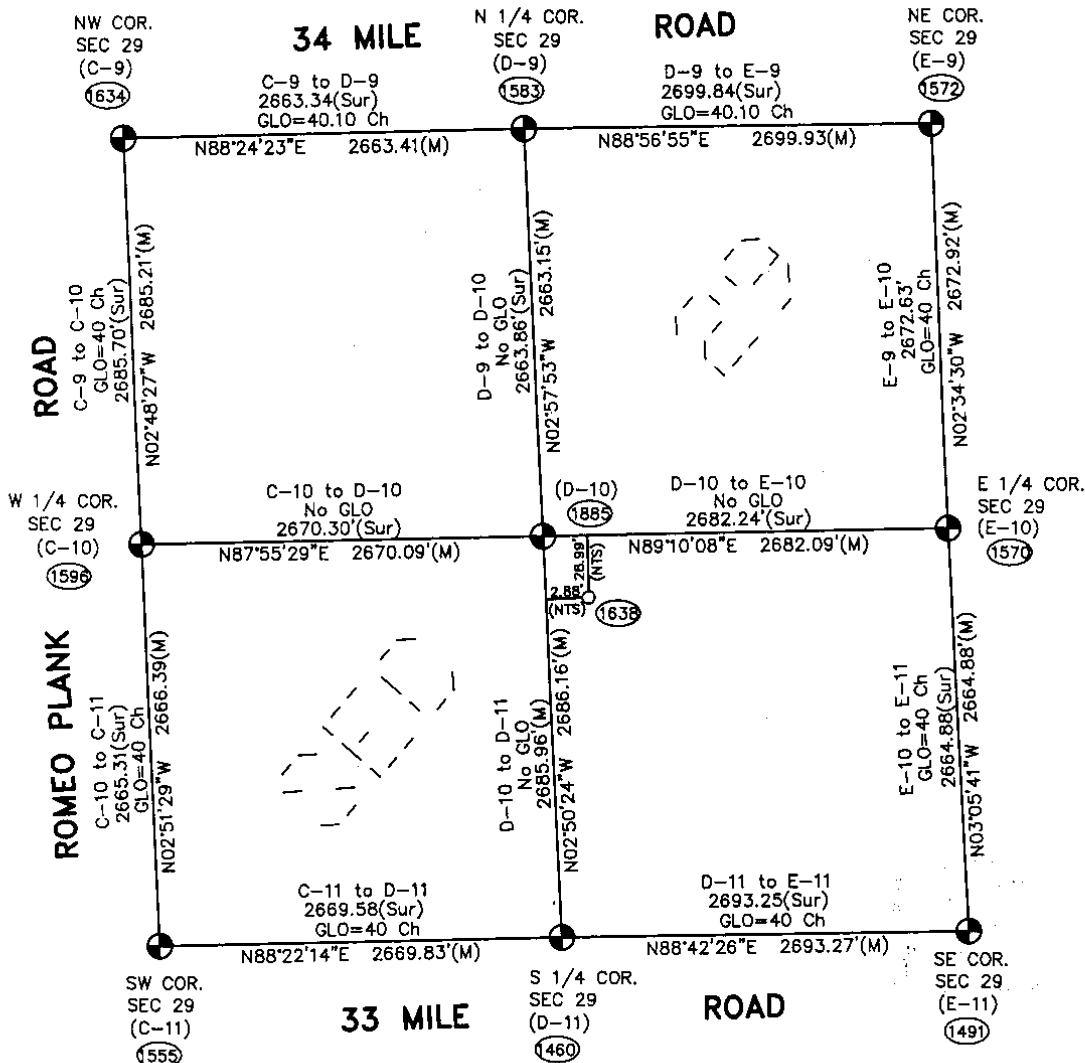 NW COR.
SEC 29
(C-9)
1634
34 MILE
N 1/4 COR.
SEC 29
(D-9)
1583
ROAD
NE COR.
SEC 29
(E-9)
1572
C-9 to D-9
2663.34(Sur)
GLO=40.10 Ch
N88°24'23"E 2663.41(M)
D-9 to E-9
2699.84(Sur)
GLO=40.10 Ch
N88°56'55"E 2699.93(M)
ROAD
C-9 to C-10
GLO=40 Ch
2685.70'(Sur)
N02°48'27"W 2685.21'(M)
D-9 to D-10
No GLO
2663.86'(Sur)
N02°57'53"W 2663.15'(M)
E-9 to E-10
2672.63'
GLO=40 Ch
N02°34'30"W 2672.92'(M)
W 1/4 COR.
SEC 29
(C-10)
1596
C-10 to D-10
No GLO
2670.30'(Sur)
N87°55'29"E 2670.09'(M)
(D-10)
1885
D-10 to E-10
No GLO
2682.24'(Sur)
N89°10'08"E 2682.09'(M)
E 1/4 COR.
SEC 29
(E-10)
1570
28.99'
(NTS)
2.88'
(NTS)
1638
ROMEO PLANK
C-10 to C-11
2665.31(Sur)
GLO=40 Ch
N02°51'29"W 2666.39(M)
D-10 to D-11
No GLO
2685.96'(M)
N02°50'24"W 2686.16'(M)
E-10 to E-11
GLO=40 Ch
2664.88(Sur)
N03°05'41"W 2664.88'(M)
C-11 to D-11
2669.58(Sur)
GLO=40 Ch
N88°22'14"E 2669.83'(M)
D-11 to E-11
2693.25(Sur)
GLO=40 Ch
N88°42'26"E 2693.27'(M)
SW COR.
SEC 29
(C-11)
1555
33 MILE
S 1/4 COR.
SEC 29
(D-11)
1460
ROAD
SE COR.
SEC 29
(E-11)
1491